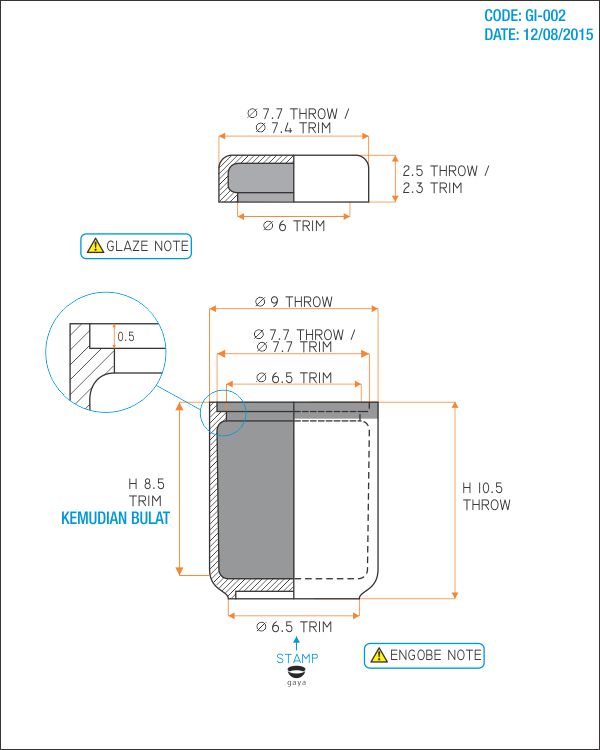 CODE: GI-002
DATE: 12/08/2015
Ø 7.7 THROW /
Ø 7.4 TRIM
2.5 THROW /
2.3 TRIM
Ø 6 TRIM
GLAZE NOTE
Ø 9 THROW
0.5
Ø 7.7 THROW /
Ø 7.7 TRIM
Ø 6.5 TRIM
H 8.5
TRIM
KEMUDIAN BULAT
H 10.5
THROW
Ø 6.5 TRIM
STAMP
gaya
ENGOBE NOTE